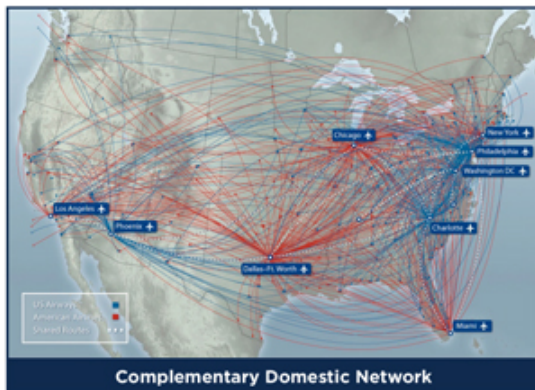 New York
Chicago
Philadelphia
Washington DC
Los Angeles
Phoenix
Charlotte
Dallas-Ft. Worth
US Airways
American Airlines
Shared Routes
Miami
Complementary Domestic Network